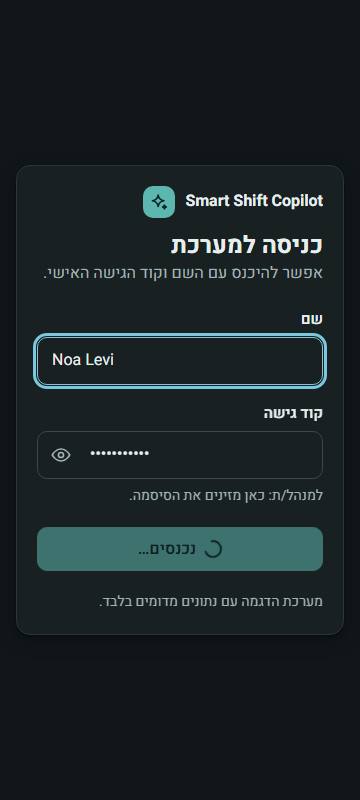 Smart Shift Copilot
כניסה למערכת
אפשר להיכנס עם השם וקוד הגישה האישי.
שם
Noa Levi
קוד גישה
•••••••••••
למנהל/ת: כאן מזינים את הסיסמה.
נכנסים...
מערכת הדגמה עם נתונים מדומים בלבד.